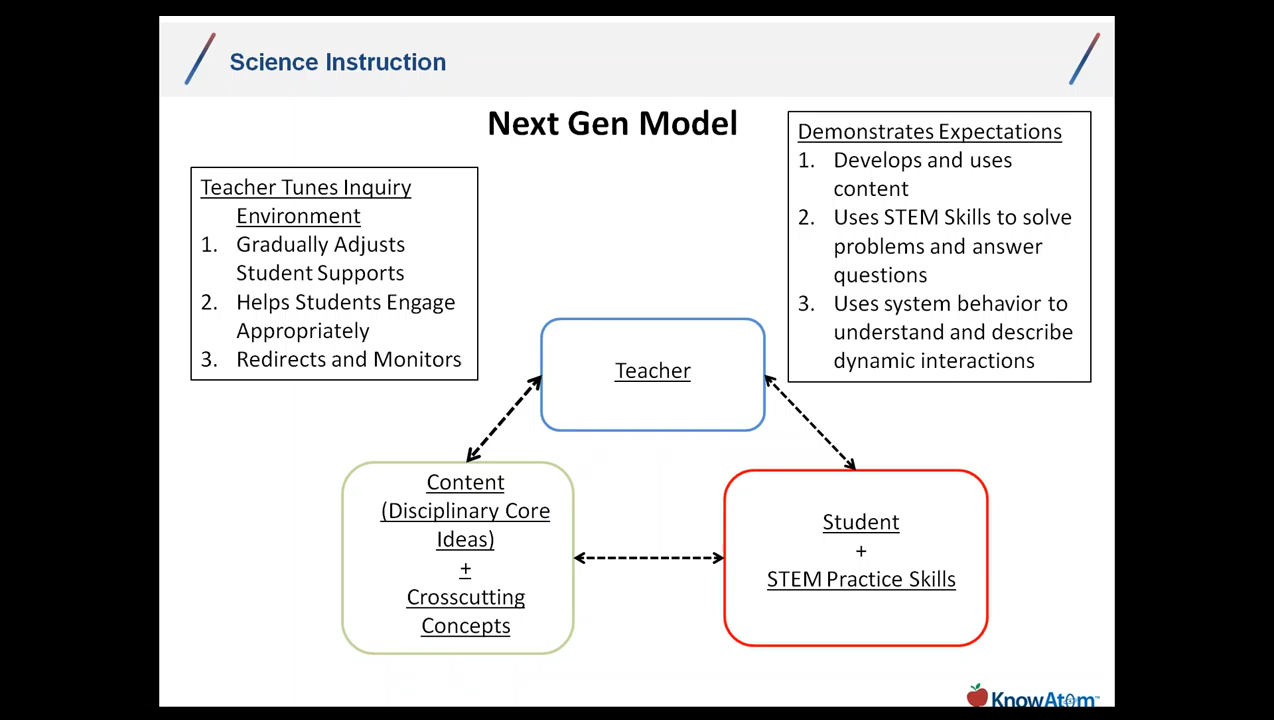 Science Instruction
Next Gen Model
Teacher Tunes Inquiry
Environment
1. Gradually Adjusts
Student Supports
2. Helps Students Engage
Appropriately
3. Redirects and Monitors
Demonstrates Expectations
1. Develops and uses
content
2. Uses STEM Skills to solve
problems and answer
questions
3. Uses system behavior to
understand and describe
dynamic interactions
Teacher
Content
(Disciplinary Core
Ideas)
+
Crosscutting
Concepts
Student
+
STEM Practice Skills
KnowAtom™